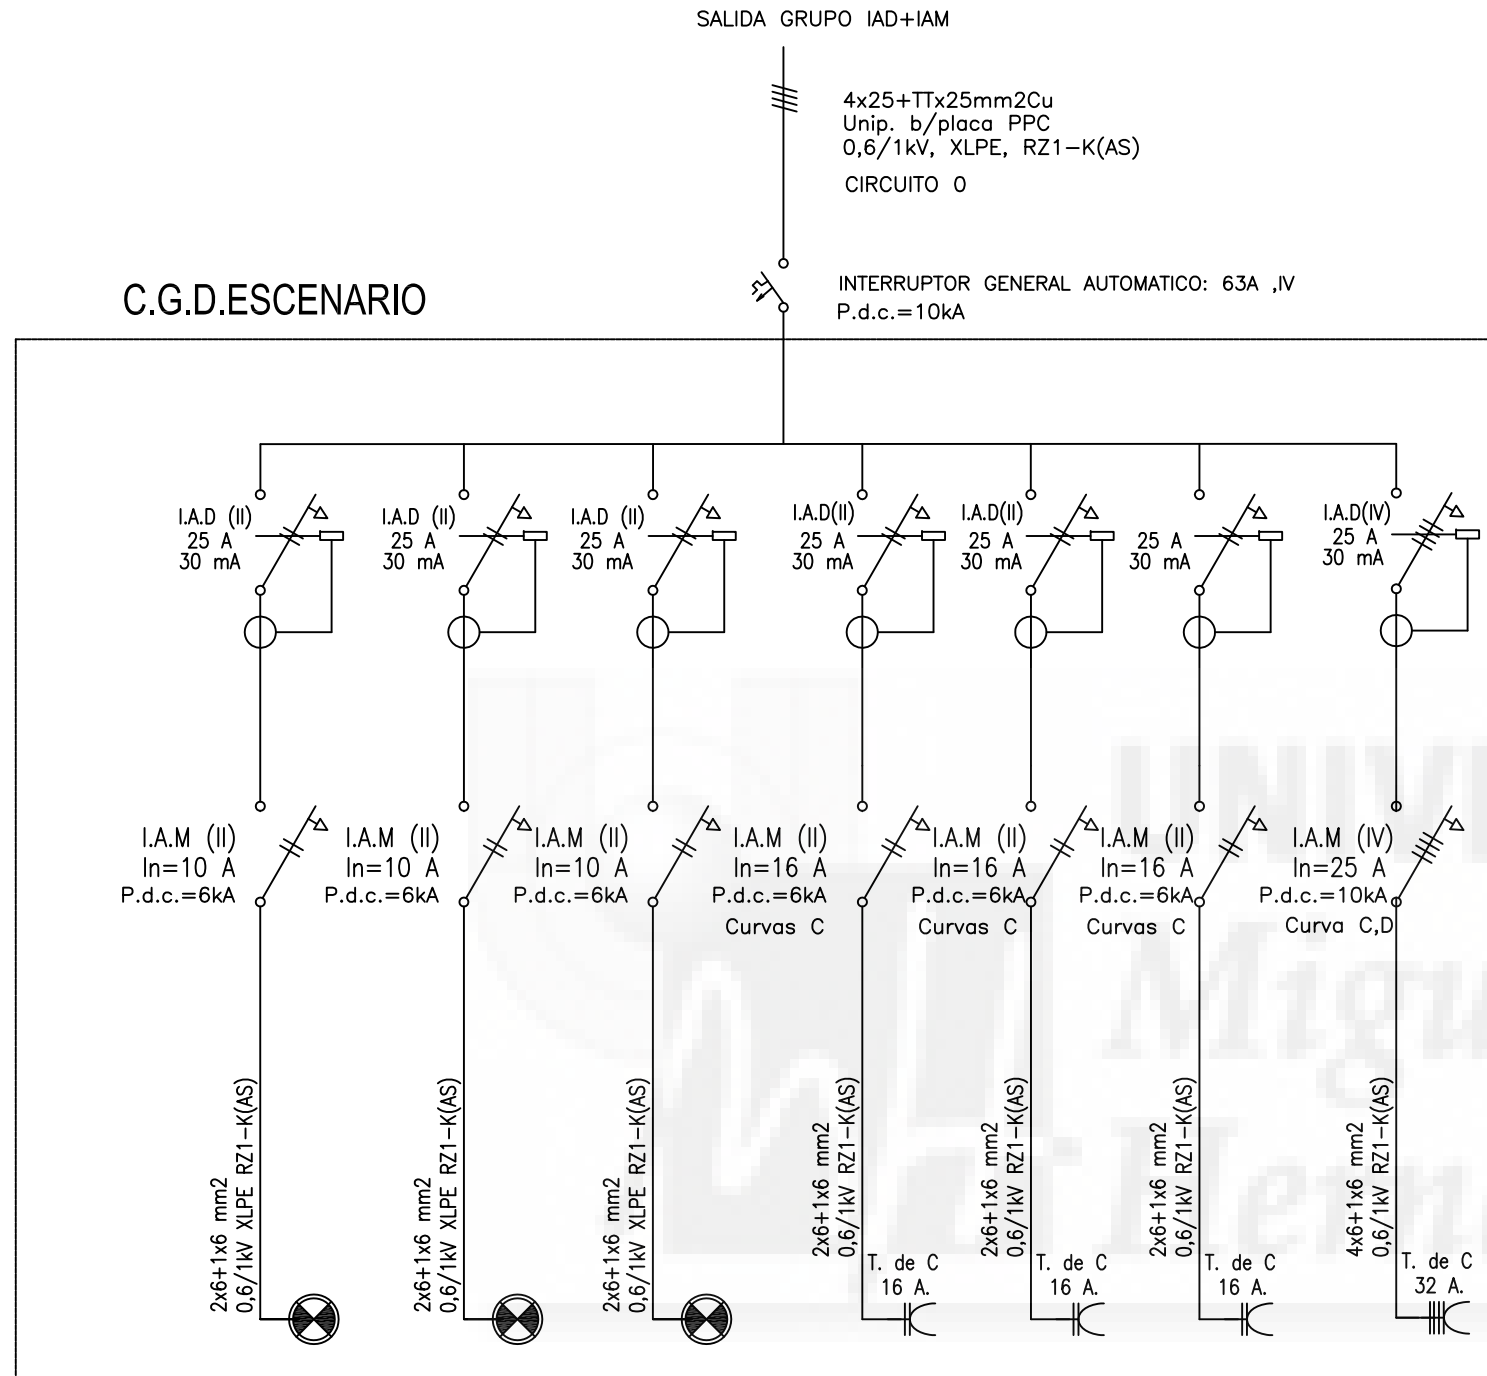 SALIDA GRUPO IAD+IAM
4x25+TTx25mm2Cu
Unip. b/placa PPC
0,6/1kV, XLPE, RZ1-K(AS)
CIRCUITO 0
C.G.D.ESCENARIO
INTERRUPTOR GENERAL AUTOMATICO: 63A ,IV
P.d.c.=10kA
I.A.D (II)
25 A
30 mA
I.A.D (II)
25 A
30 mA
I.A.D (II)
25 A
30 mA
I.A.D(II)
25 A
30 mA
I.A.D(II)
25 A
30 mA
25 A
30 mA
I.A.D(IV)
25 A
30 mA
I.A.M (II)
In=10 A
P.d.c.=6kA
I.A.M (II)
In=10 A
P.d.c.=6kA
I.A.M (II)
In=10 A
P.d.c.=6kA
I.A.M (II)
In=16 A
P.d.c.=6kA
Curvas C
I.A.M (II)
In=16 A
P.d.c.=6kA
Curvas C
I.A.M (II)
In=16 A
P.d.c.=6kA
Curvas C
I.A.M (IV)
In=25 A
P.d.c.=10kA
Curva C,D
2x6+1x6 mm2
0,6/1kV XLPE RZ1-K(AS)
2x6+1x6 mm2
0,6/1kV XLPE RZ1-K(AS)
2x6+1x6 mm2
0,6/1kV XLPE RZ1-K(AS)
2x6+1x6 mm2
0,6/1kV RZ1-K(AS)
T. de C
16 A.
2x6+1x6 mm2
0,6/1kV RZ1-K(AS)
T. de C
16 A.
2x6+1x6 mm2
0,6/1kV RZ1-K(AS)
T. de C
16 A.
4x6+1x6 mm2
0,6/1kV RZ1-K(AS)
T. de C
32 A.